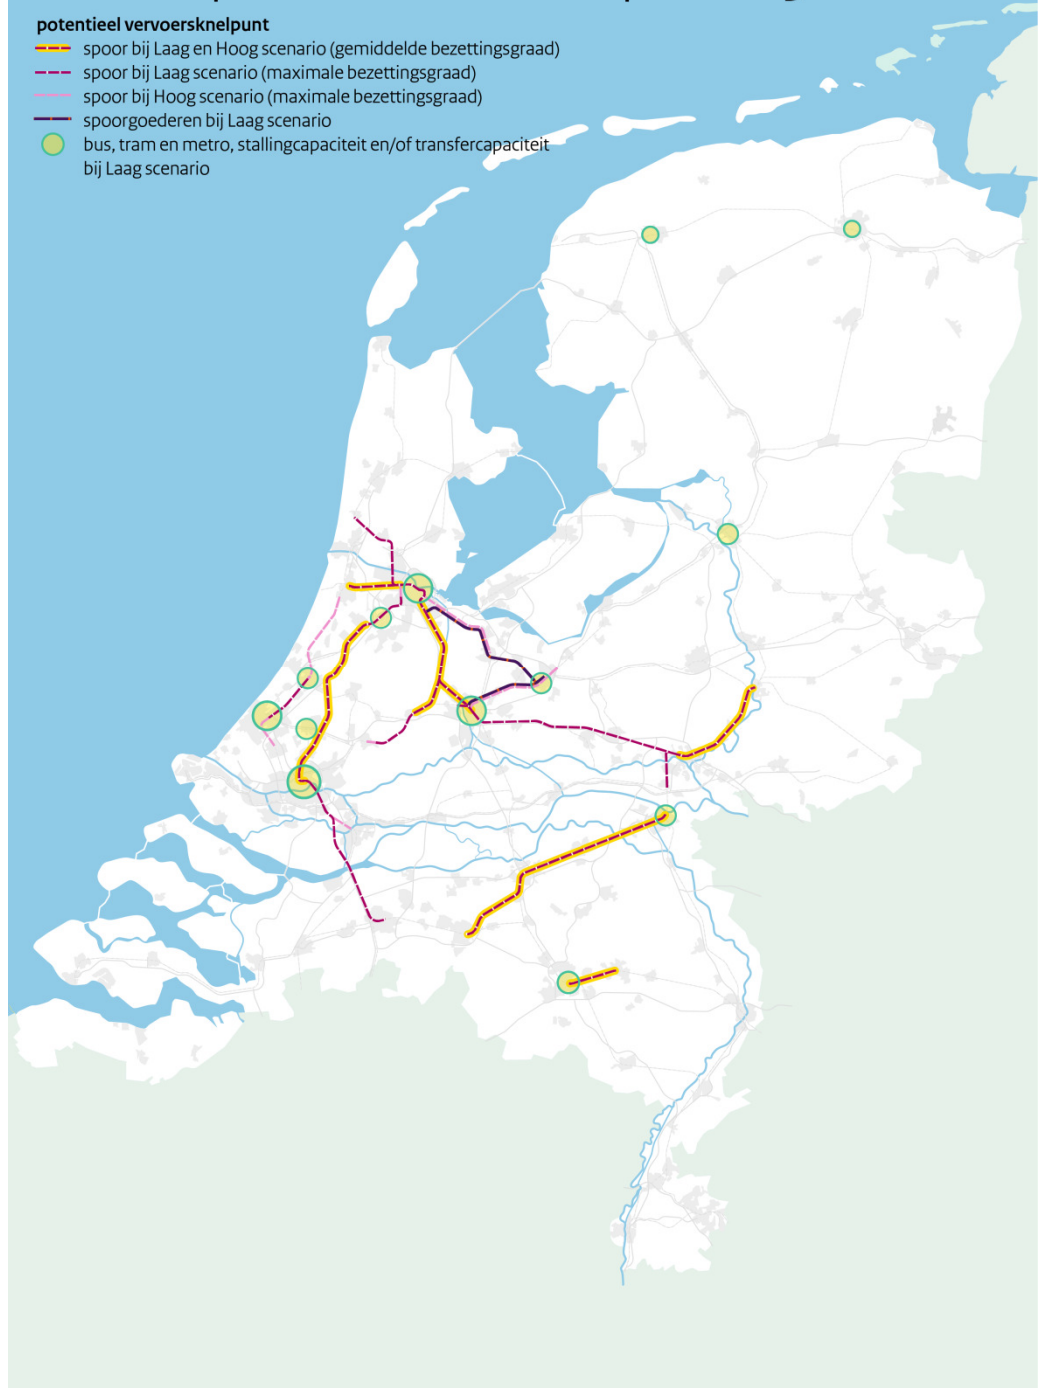 potentieel vervoersknelpunt
spoor bij Laag en Hoog scenario (gemiddelde bezettingsgraad)
spoor bij Laag scenario (maximale bezettingsgraad)
spoor bij Hoog scenario (maximale bezettingsgraad)
spoorgoederen bij Laag scenario
bus, tram en metro, stallingcapaciteit en/of transfercapaciteit
bij Laag scenario